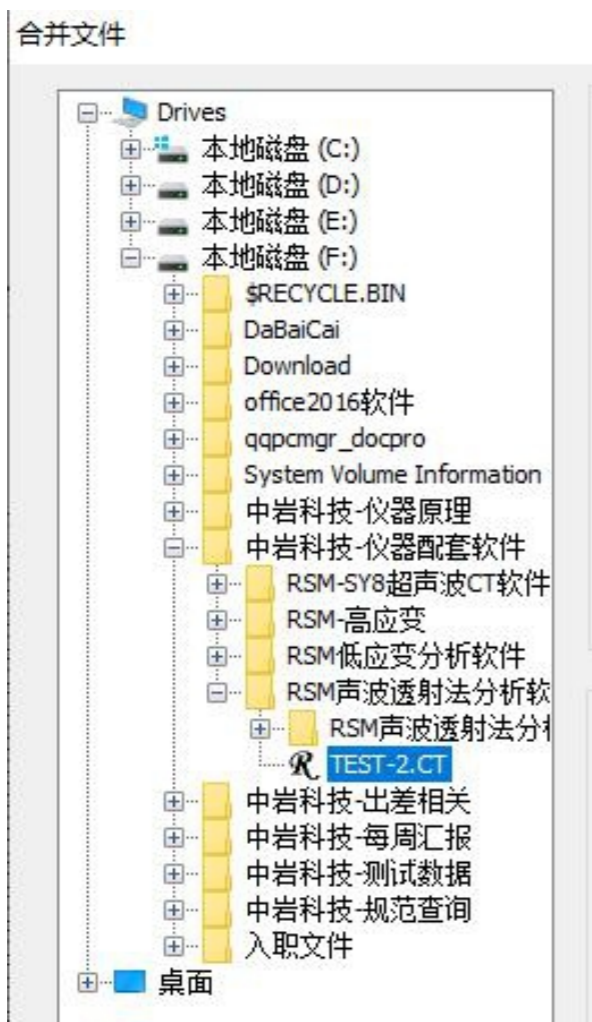 合并文件
Drives
本地磁盘 (C:)
本地磁盘 (D:)
本地磁盘 (E:)
本地磁盘 (F:)
$RECYCLE.BIN
DaBaiCai
Download
office2016软件
qqpcmgr_docpro
System Volume Information
中岩科技-仪器原理
中岩科技-仪器配套软件
RSM-SY8超声波CT软件
RSM-高应变
RSM低应变分析软件
RSM声波透射法分析软
RSM声波透射法分
TEST-2.CT
中岩科技-出差相关
中岩科技-每周汇报
中岩科技-测试数据
中岩科技-规范查询
入职文件
桌面